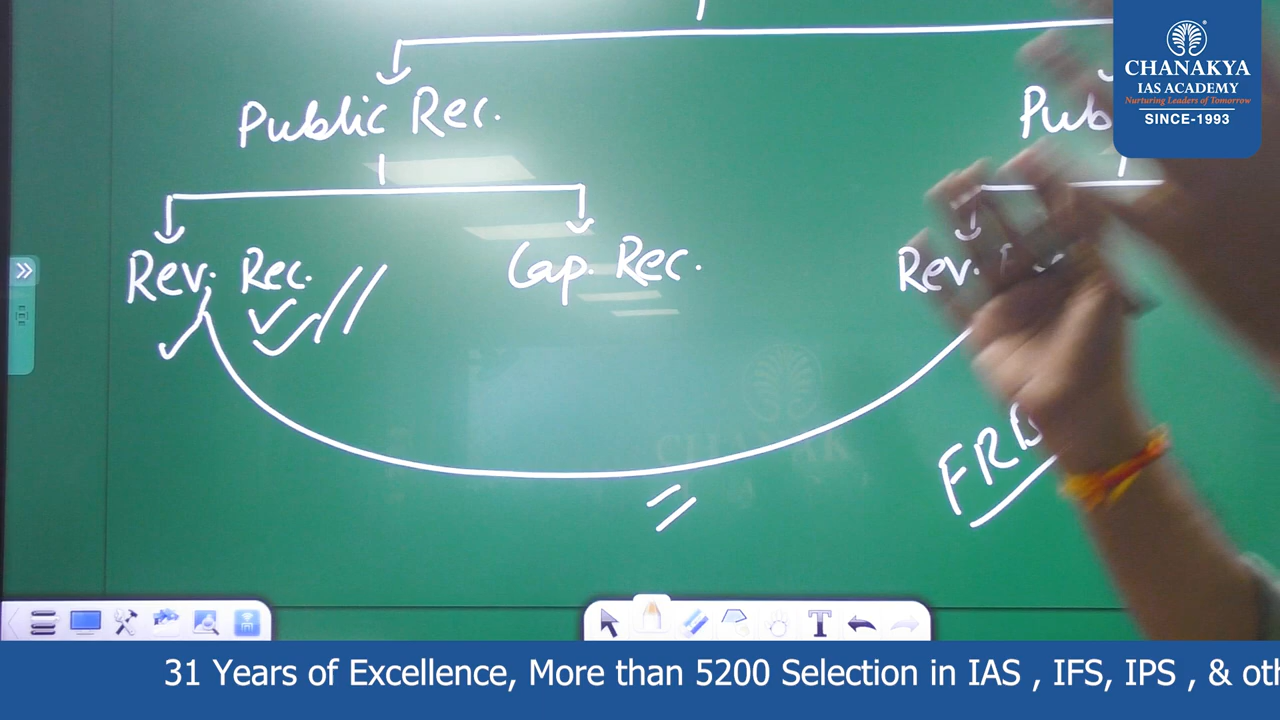 Public Rec.
Pub
Rev. Rec.
Cap. Rec.
Rev.
FRB
CHANAKYA
IAS ACADEMY
Nurturing Leaders of Tomorrow
SINCE-1993
T
31 Years of Excellence, More than 5200 Selection in IAS , IFS, IPS , & oth